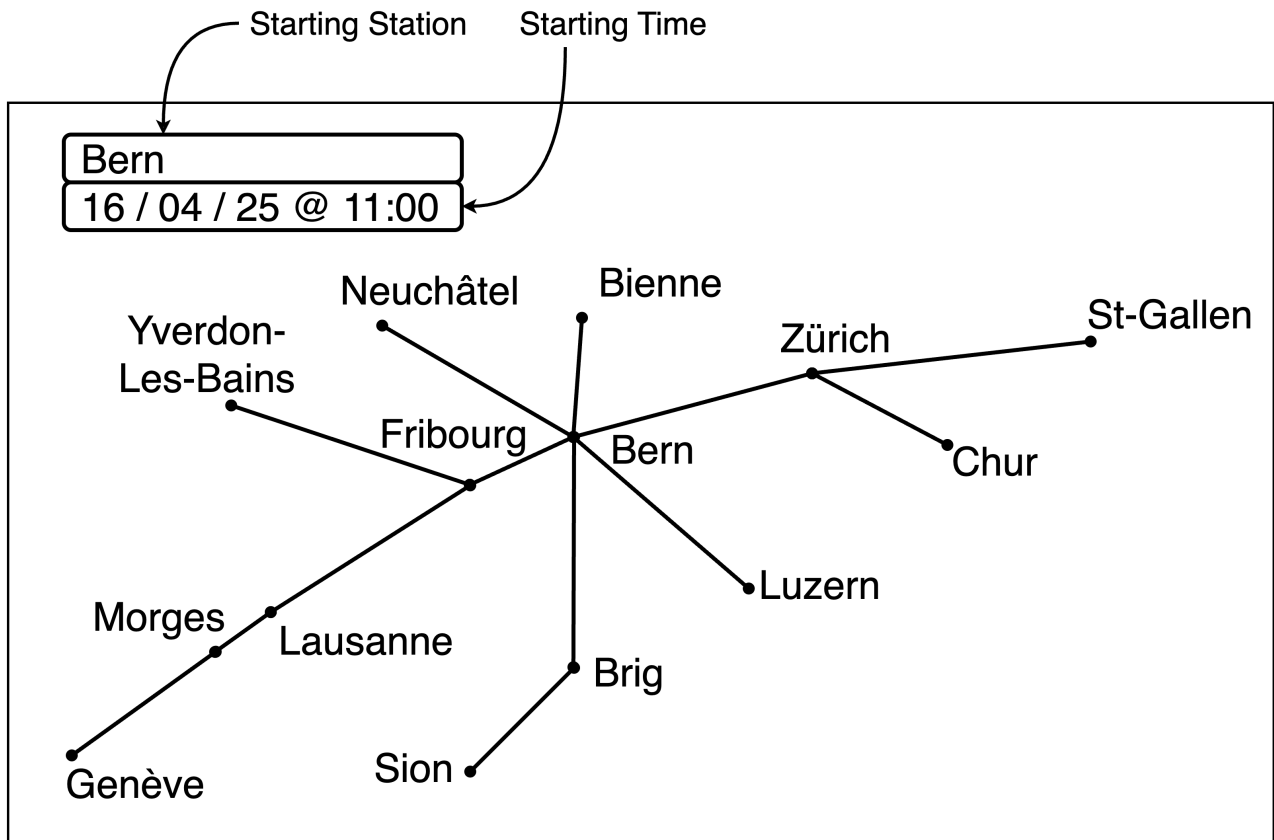 Starting Station
Starting Time
Bern
16 / 04 / 25 @ 11:00
Neuchâtel
Bienne
Yverdon-
Les-Bains
Zürich
St-Gallen
Fribourg
Bern
Chur
Luzern
Morges
Lausanne
Brig
Sion
Genève